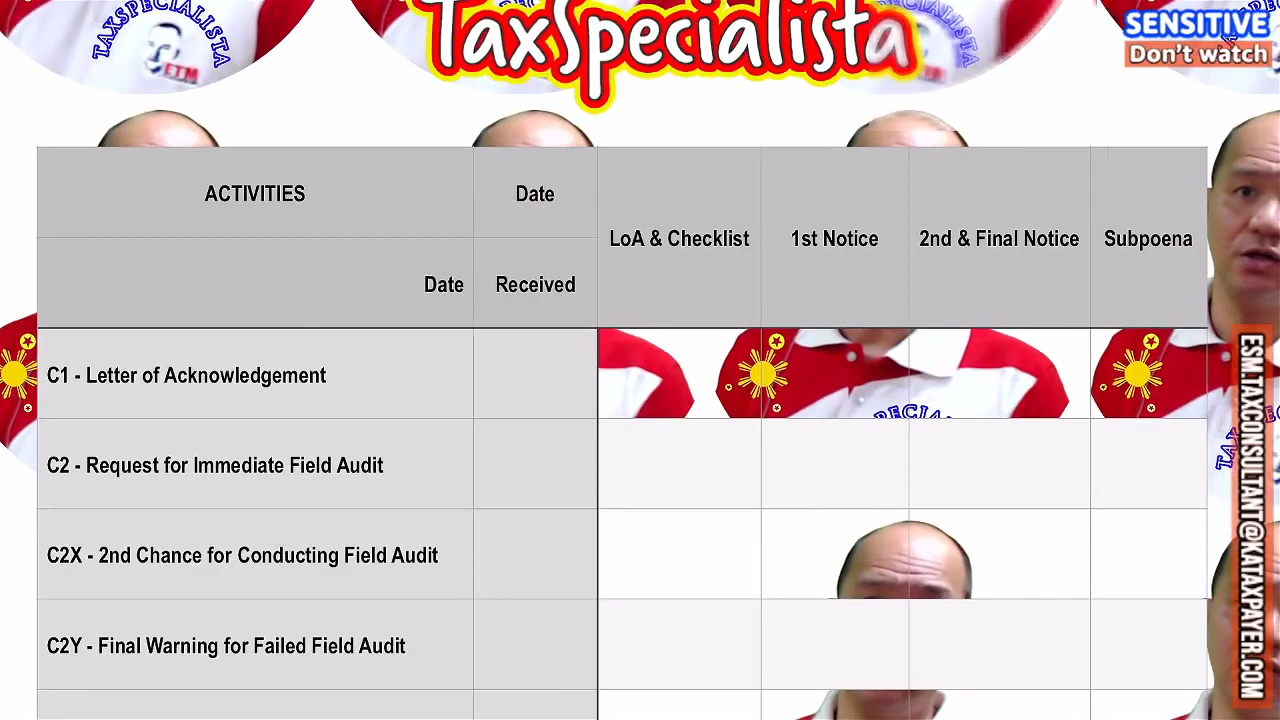 TAXSPECIALISTA
ETM
TaxSpecialista
SENSITIVE
Don't watch
ACTIVITIES
Date
LoA & Checklist
1st Notice
2nd & Final Notice
Subpoena
Date
Received
C1 - Letter of Acknowledgement
C2 - Request for Immediate Field Audit
C2X - 2nd Chance for Conducting Field Audit
C2Y - Final Warning for Failed Field Audit
ESM.TAXCONSULTANT@KATAXPAYER.COM